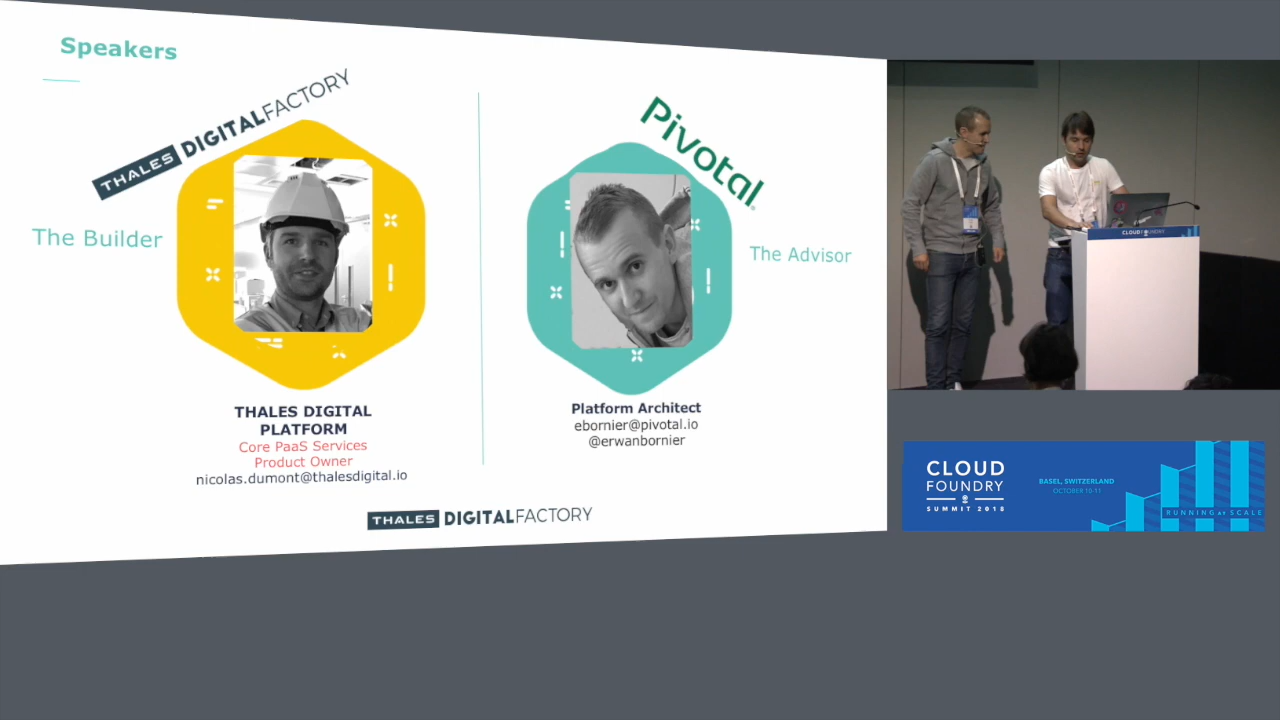 Speakers
THALES DIGITALFACTORY
The Builder
THALES DIGITAL
PLATFORM
Core PaaS Services
Product Owner
nicolas.dumont@thalesdigital.io
Pivotal
The Advisor
Platform Architect
ebornier@pivotal.io
@erwanbornier
THALES DIGITALFACTORY
CLOUD FOUNDRY
CLOUD
FOUNDRY
SUMMIT 2018
BASEL, SWITZERLAND
OCTOBER 10-11
RUNNING AT SCALE